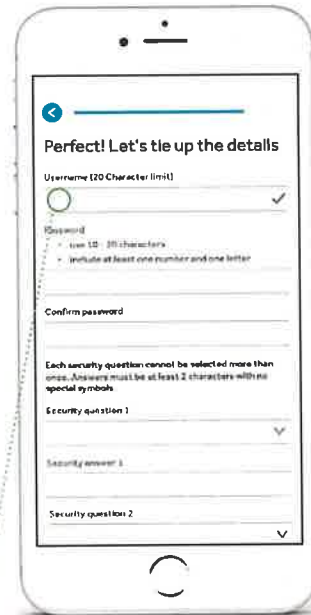 Perfect! Let's tie up the details
Username (20 Character limit)
Password
• use 10 - 20 characters
• include at least one number and one letter
Confirm password
Each security question cannot be selected more than
once. Answers must be at least 2 characters with no
special symbols
Security question 1
Security answer 1
Security question 2